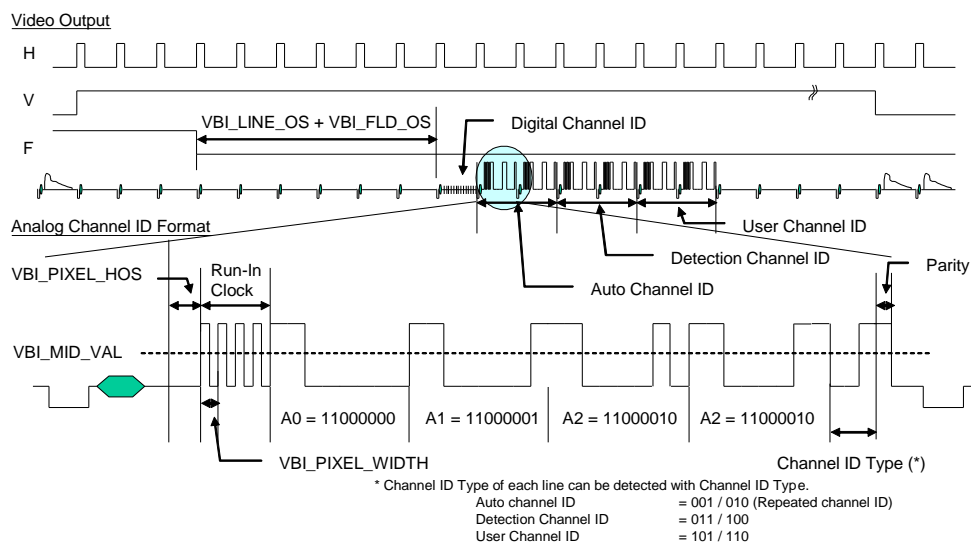 Video Output
H
V
VBI_LINE_OS + VBI_FLD_OS
Digital Channel ID
F
Analog Channel ID Format
User Channel ID
Detection Channel ID
VBI_PIXEL_HOS
Run-In
Clock
Auto Channel ID
Parity
VBI_MID_VAL
A0 = 11000000
A1 = 11000001
A2 = 11000010
A2 = 11000010
VBI_PIXEL_WIDTH
Channel ID Type (*)
* Channel ID Type of each line can be detected with Channel ID Type.
Auto channel ID = 001 / 010 (Repeated channel ID)
Detection Channel ID = 011 / 100
User Channel ID = 101 / 110